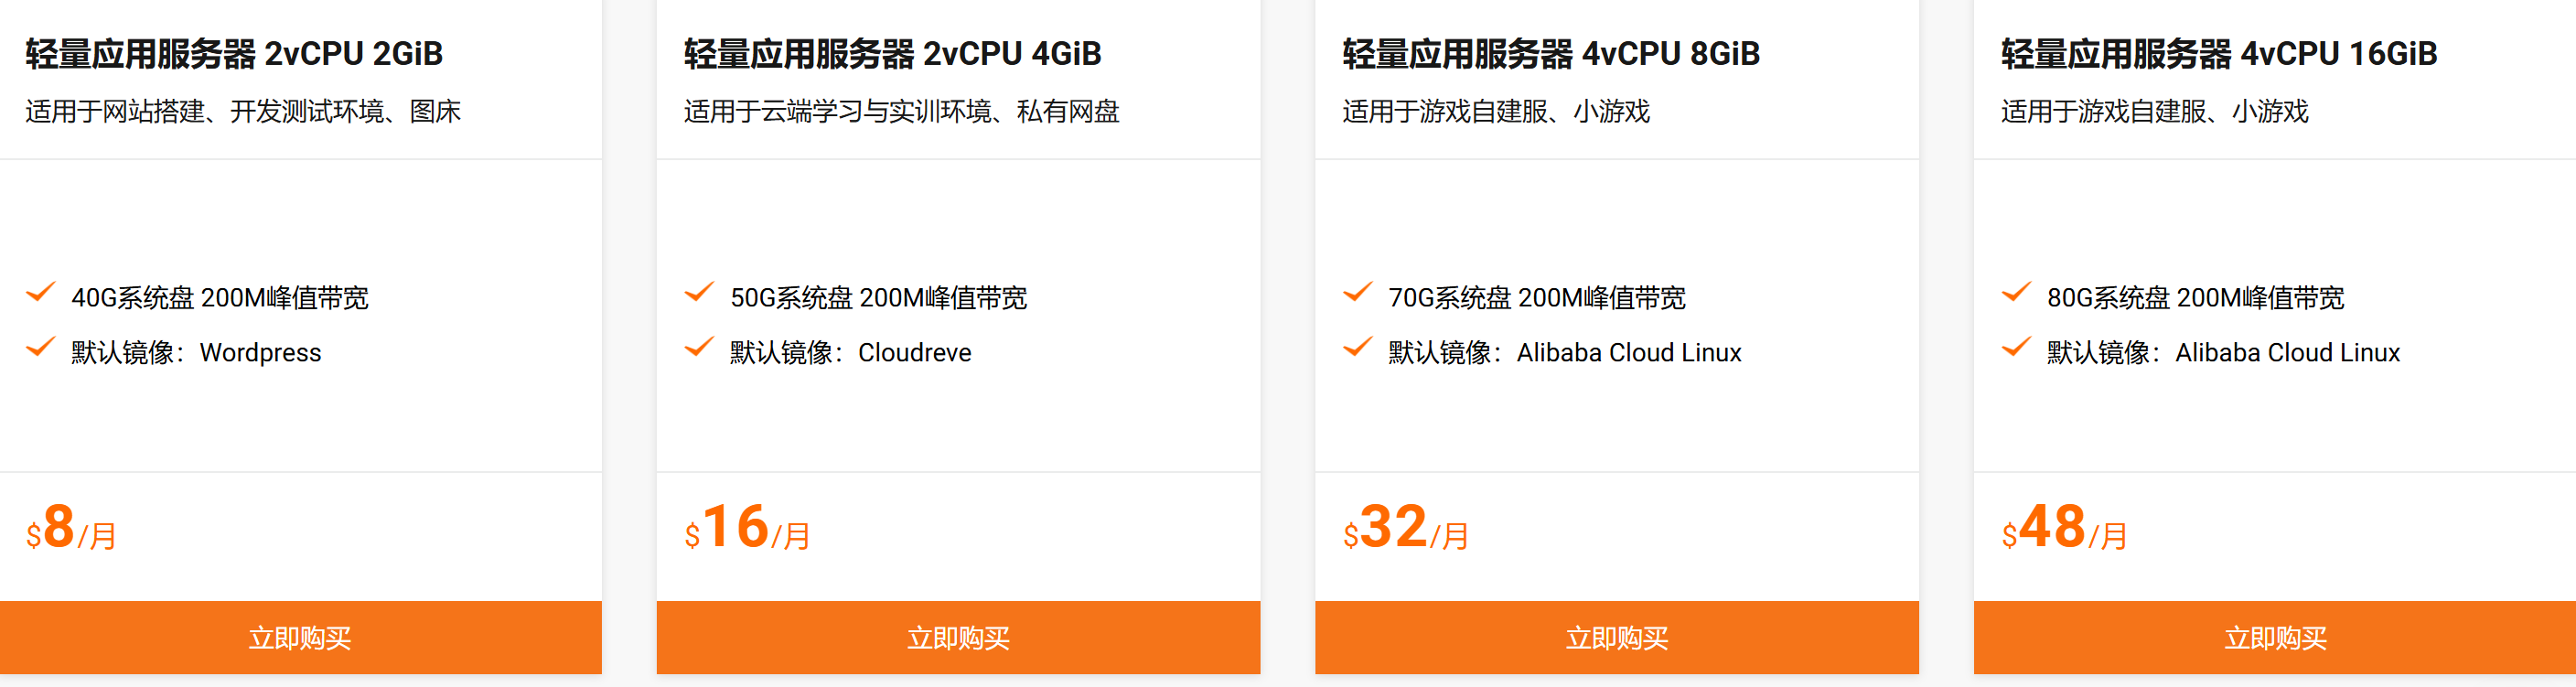 轻量应用服务器 2vCPU 2GiB
适用于网站搭建、开发测试环境、图床
40G系统盘 200M峰值带宽
默认镜像：Wordpress
$8/月
立即购买
轻量应用服务器 2vCPU 4GiB
适用于云端学习与实训环境、私有网盘
50G系统盘 200M峰值带宽
默认镜像：Cloudreve
$16/月
立即购买
轻量应用服务器 4vCPU 8GiB
适用于游戏自建服、小游戏
70G系统盘 200M峰值带宽
默认镜像：Alibaba Cloud Linux
$32/月
立即购买
轻量应用服务器 4vCPU 16GiB
适用于游戏自建服、小游戏
80G系统盘 200M峰值带宽
默认镜像：Alibaba Cloud Linux
$48/月
立即购买